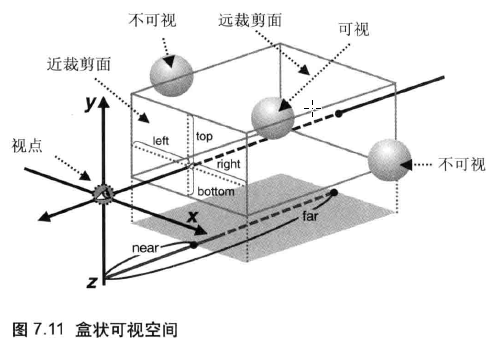 不可视
远裁剪面
可视
近裁剪面
y
top
left
视点
right
不可视
bottom
x
far
near
z
图 7.11 盒状可视空间